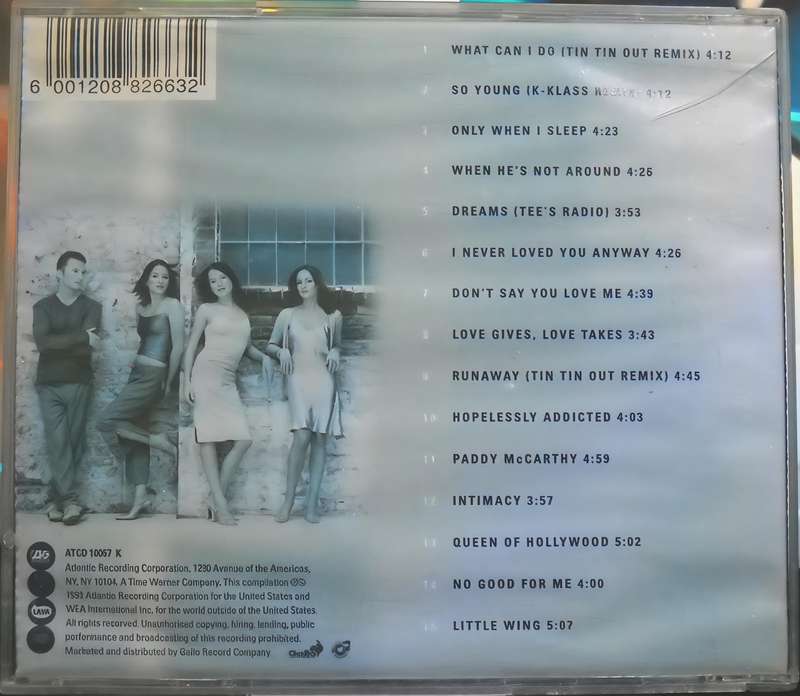 6 001208 826632
1 WHAT CAN I DO (TIN TIN OUT REMIX) 4:12
2 SO YOUNG (K-KLASS 4:12
3 ONLY WHEN I SLEEP 4:23
4 WHEN HE'S NOT AROUND 4:26
5 DREAMS (TEE'S RADIO) 3:53
6 I NEVER LOVED YOU ANYWAY 4:26
7 DON'T SAY YOU LOVE ME 4:39
8 LOVE GIVES, LOVE TAKES 3:43
9 RUNAWAY (TIN TIN OUT REMIX) 4:45
10 HOPELESSLY ADDICTED 4:03
11 PADDY McCARTHY 4:59
12 INTIMACY 3:57
13 QUEEN OF HOLLYWOOD 5:02
14 NO GOOD FOR ME 4:00
15 LITTLE WING 5:07
ATCD 10057 K
Atlantic Recording Corporation, 1290 Avenue of the Americas,
NY, NY 10104. A Time Warner Company. This compilation ℗©
Atlantic Recording Corporation for the United States and
WEA International Inc. for the world outside of the United States.
All rights reserved. Unauthorised copying, hiring, lending, public
performance and broadcasting of this recording prohibited.
Marketed and distributed by Gallo Record Company
LAVA